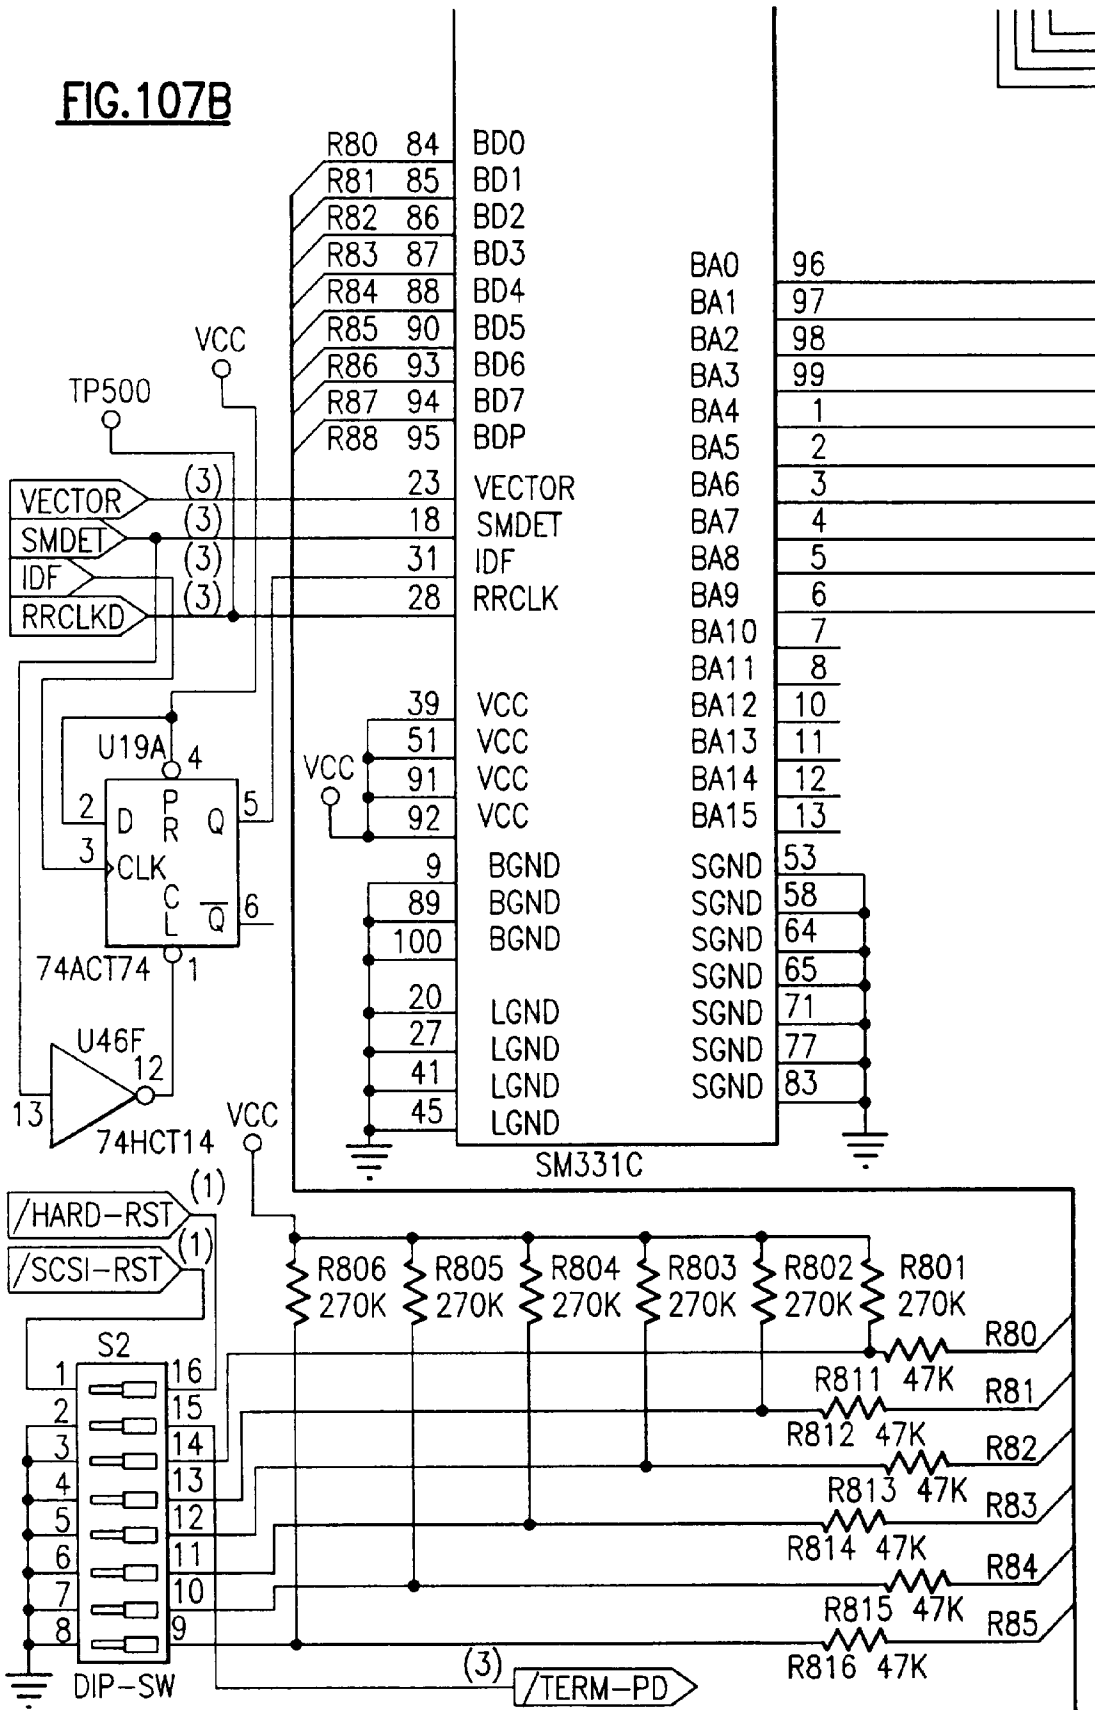 FIG.107B
R80 84 BD0
R81 85 BD1
R82 86 BD2
R83 87 BD3
R84 88 BD4
R85 90 BD5
R86 93 BD6
R87 94 BD7
R88 95 BDP
BA0 96
BA1 97
BA2 98
BA3 99
BA4 1
BA5 2
BA6 3
BA7 4
BA8 5
BA9 6
BA10 7
BA11 8
BA12 10
BA13 11
BA14 12
BA15 13
VCC
TP500
VECTOR (3) 23 VECTOR
SMDET (3) 18 SMDET
IDF (3) 31 IDF
RRCLKD (3) 28 RRCLK
39 VCC
51 VCC
91 VCC
92 VCC
VCC
U19A 4
2 D PR Q 5
3 CLK
CL Q 6
74ACT74 1
9 BGND
89 BGND
100 BGND
20 LGND
27 LGND
41 LGND
45 LGND
SGND 53
SGND 58
SGND 64
SGND 65
SGND 71
SGND 77
SGND 83
U46F
12
13
74HCT14
SM331C
VCC
/HARD-RST (1)
/SCSI-RST (1)
R806 270K
R805 270K
R804 270K
R803 270K
R802 270K
R801 270K
S2
1 16
2 15
3 14
4 13
5 12
6 11
7 10
8 9
DIP-SW
R811 47K R80
R812 47K R81
R813 47K R82
R814 47K R83
R815 47K R84
R816 47K R85
(3) /TERM-PD